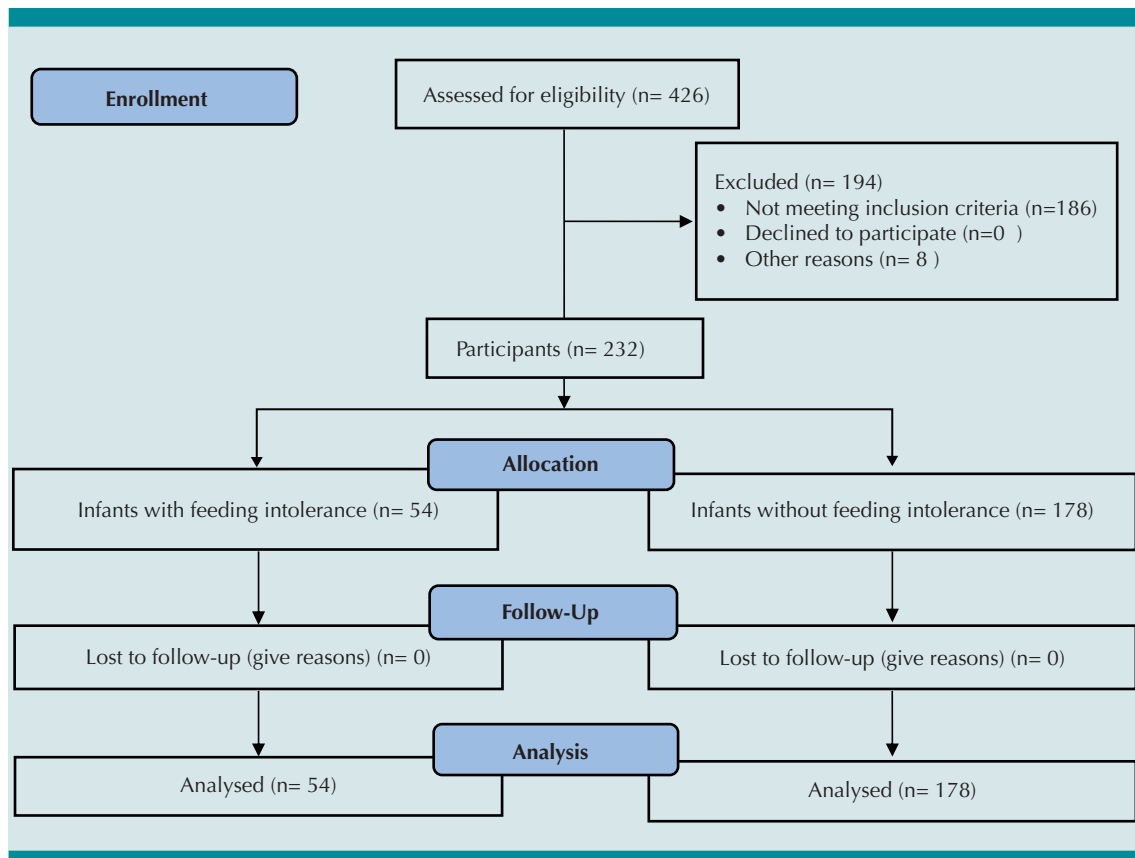 Enrollment
Assessed for eligibility (n= 426)
Excluded (n= 194)
• Not meeting inclusion criteria (n=186)
• Declined to participate (n=0 )
• Other reasons (n= 8 )
Participants (n= 232)
Allocation
Infants with feeding intolerance (n= 54)
Infants without feeding intolerance (n= 178)
Follow-Up
Lost to follow-up (give reasons) (n= 0)
Lost to follow-up (give reasons) (n= 0)
Analysis
Analysed (n= 54)
Analysed (n= 178)